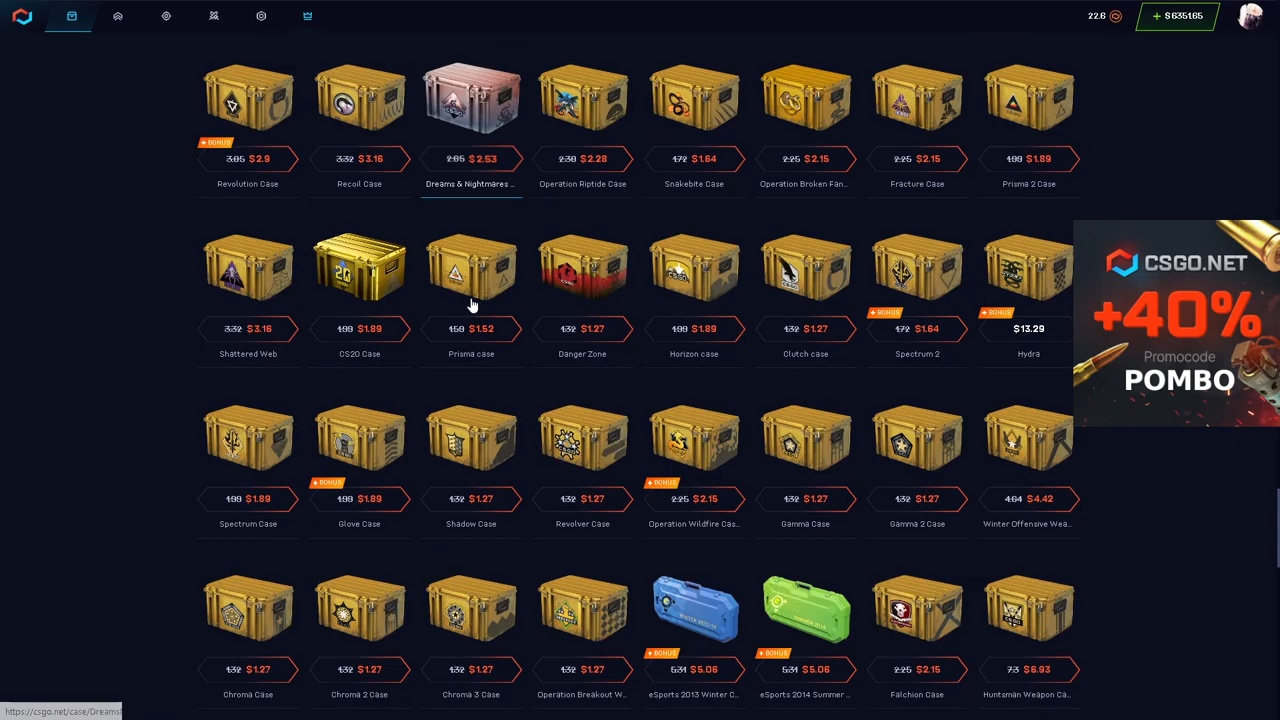 22.6
+ $635165
+ BONUS
3.05 $2.9
3.32 $3.16
2.65 $2.53
2.38 $2.28
1.72 $1.64
2.25 $2.15
2.25 $2.15
1.99 $1.89
Revolution Case
Recoil Case
Dreams & Nightmares ...
Operation Riptide Case
Snakebite Case
Operation Broken Fan...
Fracture Case
Prisma 2 Case
CSGO.NET
+40%
Promocode
POMBO
+ BONUS
+ BONUS
3.32 $3.16
1.99 $1.89
1.59 $1.52
1.32 $1.27
1.99 $1.89
1.32 $1.27
1.72 $1.64
$13.29
Shattered Web
CS20 Case
Prisma case
Danger Zone
Horizon case
Clutch case
Spectrum 2
Hydra
+ BONUS
+ BONUS
1.99 $1.89
1.99 $1.89
1.32 $1.27
1.32 $1.27
2.25 $2.15
1.32 $1.27
1.32 $1.27
4.64 $4.42
Spectrum Case
Glove Case
Shadow Case
Revolver Case
Operation Wildfire Cas...
Gamma Case
Gamma 2 Case
Winter Offensive Wea...
+ BONUS
+ BONUS
1.32 $1.27
1.32 $1.27
1.32 $1.27
1.32 $1.27
5.31 $5.06
5.31 $5.06
2.25 $2.15
7.3 $6.93
Chroma Case
Chroma 2 Case
Chroma 3 Case
Operation Breakout W...
eSports 2013 Winter C...
eSports 2014 Summer ...
Falchion Case
Huntsman Weapon Ca...
https://csgo.net/case/Dreams